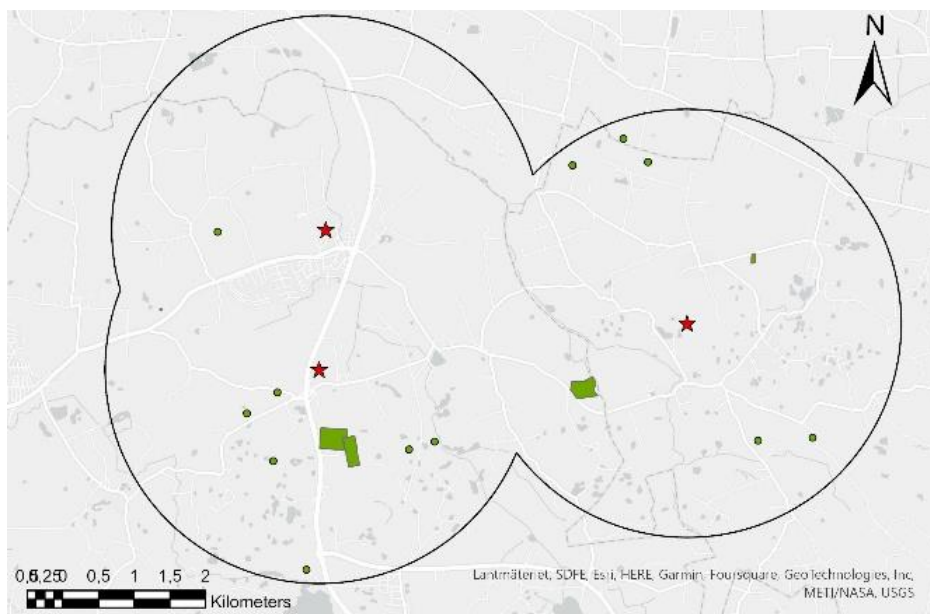 N
0,5 0,25 0 0,5 1 1,5 2
Kilometers
Lantmäteriet, SDFE, Esri, HERE, Garmin, Foursquare, GeoTechnologies, Inc,
METI/NASA, USGS